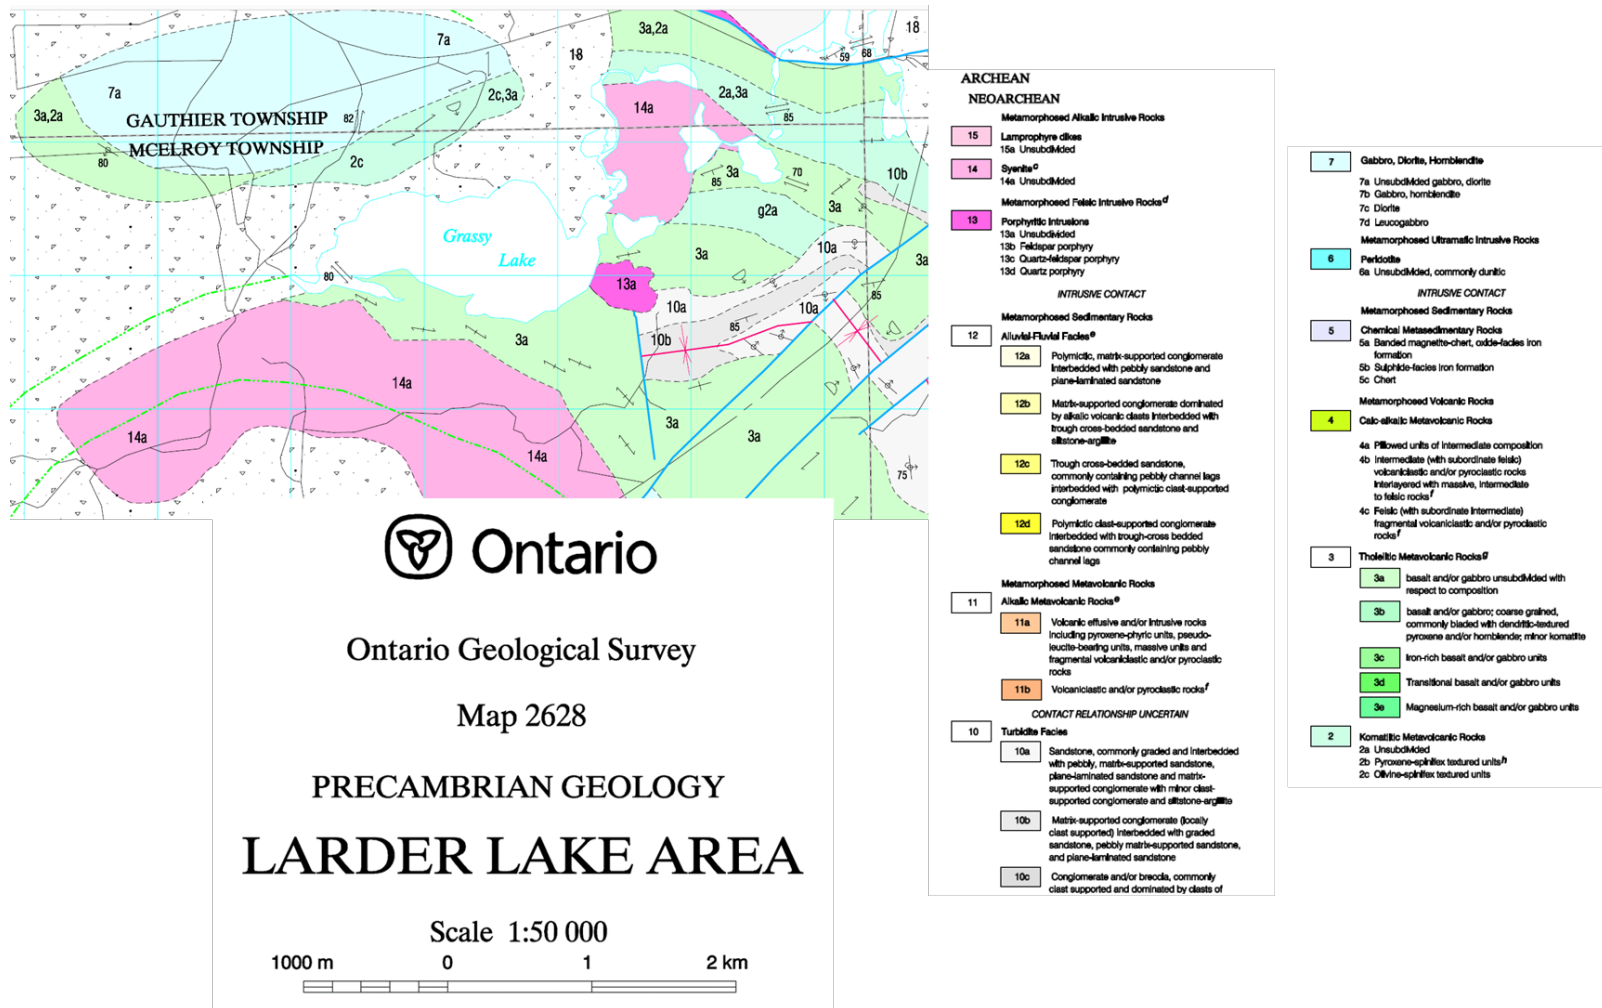 3a,2a
18
7a
18
59
68
7a
2c,3a
2a,3a
14a
3a,2a
GAUTHIER TOWNSHIP
82
85
MCELROY TOWNSHIP
80
2c
3a
70
85
10b
g2a
3a
Grassy
Lake
10a
3a
3a
80
13a
85
10a
10a
85
10b
3a
14a
3a
3a
14a
14a
75
Ontario
Ontario Geological Survey
Map 2628
PRECAMBRIAN GEOLOGY
LARDER LAKE AREA
Scale 1:50 000
1000 m 0 1 2 km
ARCHEAN
NEOARCHEAN
Metamorphosed Alkalic Intrusive Rocks
15 Lamprophyre dikes
15a Unsubdivided
14 Syenite c
14a Unsubdivided
Metamorphosed Felsic Intrusive Rocks d
13 Porphyritic Intrusions
13a Unsubdivided
13b Feldspar porphyry
13c Quartz-feldspar porphyry
13d Quartz porphyry
INTRUSIVE CONTACT
Metamorphosed Sedimentary Rocks
12 Alluvial-Fluvial Facies e
12a Polymictic, matrix-supported conglomerate
interbedded with pebbly sandstone and
plane-laminated sandstone
12b Matrix-supported conglomerate dominated
by alkalic volcanic clasts interbedded with
trough cross-bedded sandstone and
siltstone-argillite
12c Trough cross-bedded sandstone,
commonly containing pebbly channel lags
interbedded with polymictic clast-supported
conglomerate
12d Polymictic clast-supported conglomerate
interbedded with trough-cross bedded
sandstone commonly containing pebbly
channel lags
Metamorphosed Metavolcanic Rocks
11 Alkalic Metavolcanic Rocks e
11a Volcanic effusive and/or intrusive rocks
including pyroxene-phyric units, pseudo-
leucite-bearing units, massive units and
fragmental volcaniclastic and/or pyroclastic
rocks
11b Volcaniclastic and/or pyroclastic rocks f
CONTACT RELATIONSHIP UNCERTAIN
10 Turbidite Facies
10a Sandstone, commonly graded and interbedded
with pebbly, matrix-supported sandstone,
plane-laminated sandstone and matrix-
supported conglomerate with minor clast-
supported conglomerate and siltstone-argillite
10b Matrix-supported conglomerate (locally
clast supported) interbedded with graded
sandstone, pebbly matrix-supported sandstone,
and plane-laminated sandstone
10c Conglomerate and/or breccia, commonly
clast supported and dominated by clasts of
7 Gabbro, Diorite, Hornblendite
7a Unsubdivided gabbro, diorite
7b Gabbro, hornblendite
7c Diorite
7d Leucogabbro
Metamorphosed Ultramafic Intrusive Rocks
6 Peridotite
6a Unsubdivided, commonly dunitic
INTRUSIVE CONTACT
Metamorphosed Sedimentary Rocks
5 Chemical Metasedimentary Rocks
5a Banded magnetite-chert, oxide-facies iron
formation
5b Sulphide-facies iron formation
5c Chert
Metamorphosed Volcanic Rocks
4 Calc-alkalic Metavolcanic Rocks
4a Pillowed units of intermediate composition
4b Intermediate (with subordinate felsic)
volcaniclastic and/or pyroclastic rocks
interlayered with massive, intermediate
to felsic rocks f
4c Felsic (with subordinate intermediate)
fragmental volcaniclastic and/or pyroclastic
rocks f
3 Tholeiitic Metavolcanic Rocks g
3a basalt and/or gabbro unsubdivided with
respect to composition
3b basalt and/or gabbro; coarse grained,
commonly bladed with dendritic-textured
pyroxene and/or hornblende; minor komatiite
3c Iron-rich basalt and/or gabbro units
3d Transitional basalt and/or gabbro units
3e Magnesium-rich basalt and/or gabbro units
2 Komatiitic Metavolcanic Rocks
2a Unsubdivided
2b Pyroxene-spinifex textured units h
2c Olivine-spinifex textured units